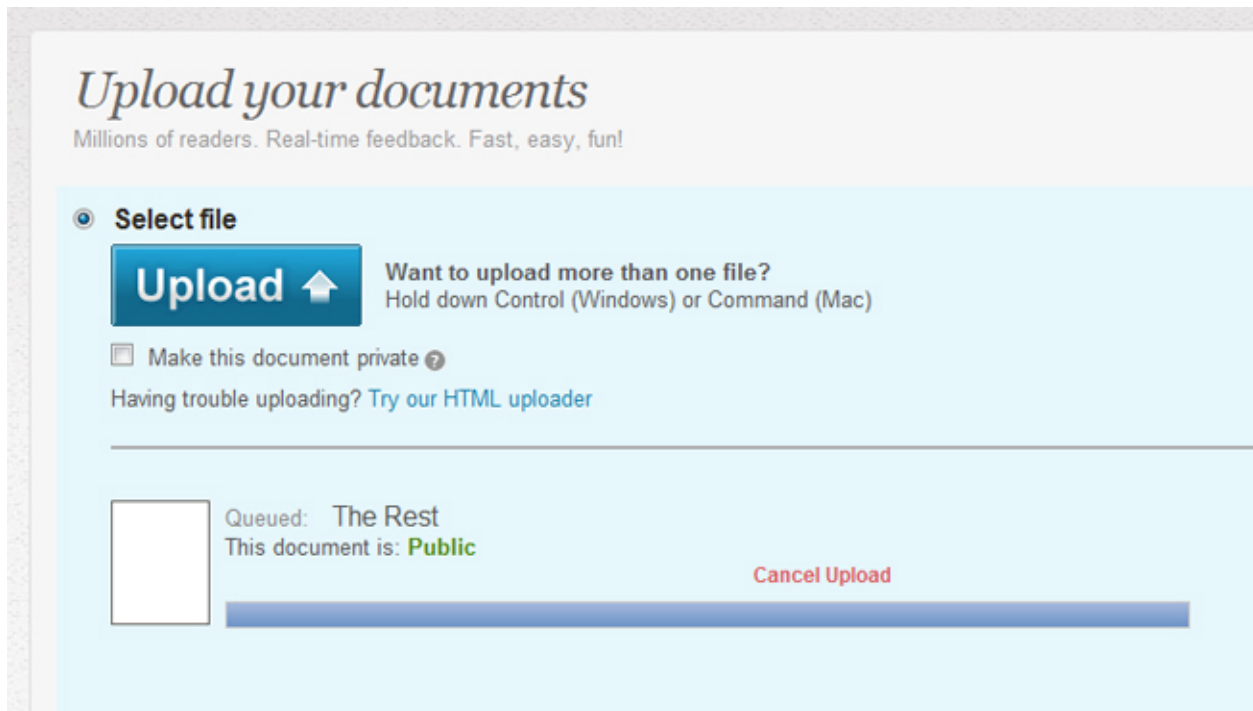 Upload your documents
Millions of readers. Real-time feedback. Fast, easy, fun!
Select file
Upload
Want to upload more than one file?
Hold down Control (Windows) or Command (Mac)
Make this document private ?
Having trouble uploading? Try our HTML uploader
Queued: The Rest
This document is: Public
Cancel Upload